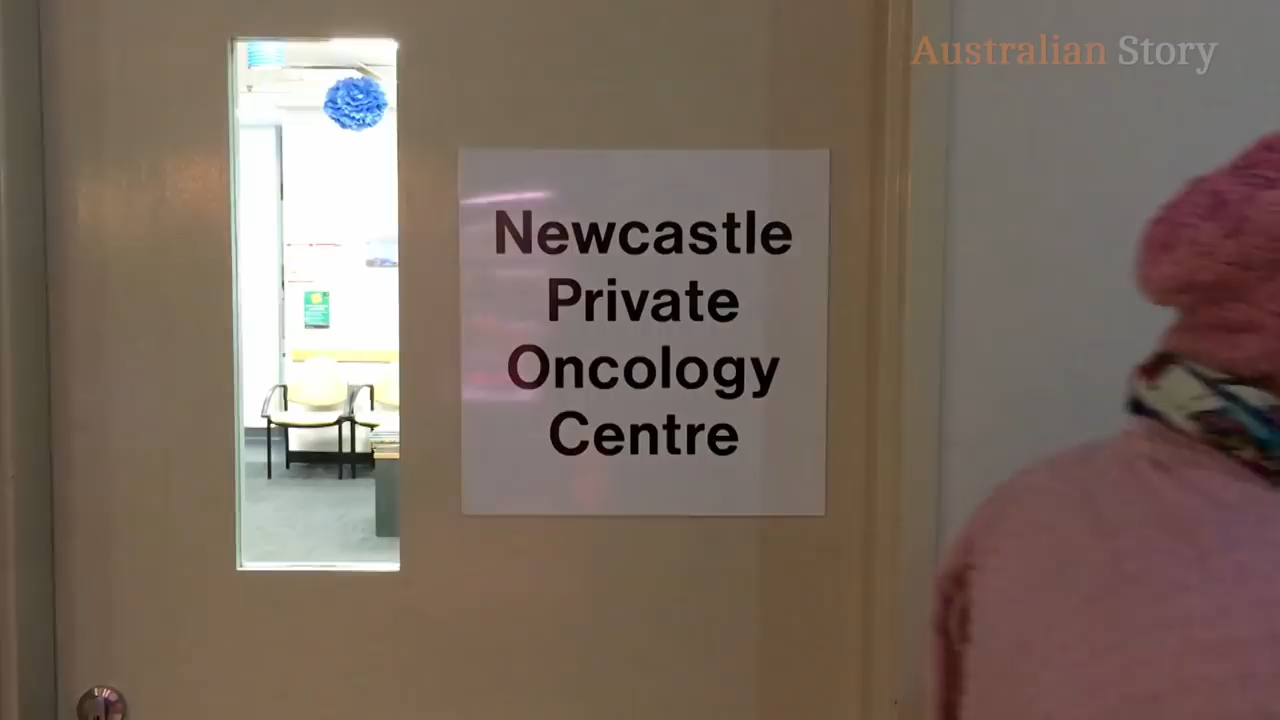 Australian Story
Newcastle
Private
Oncology
Centre